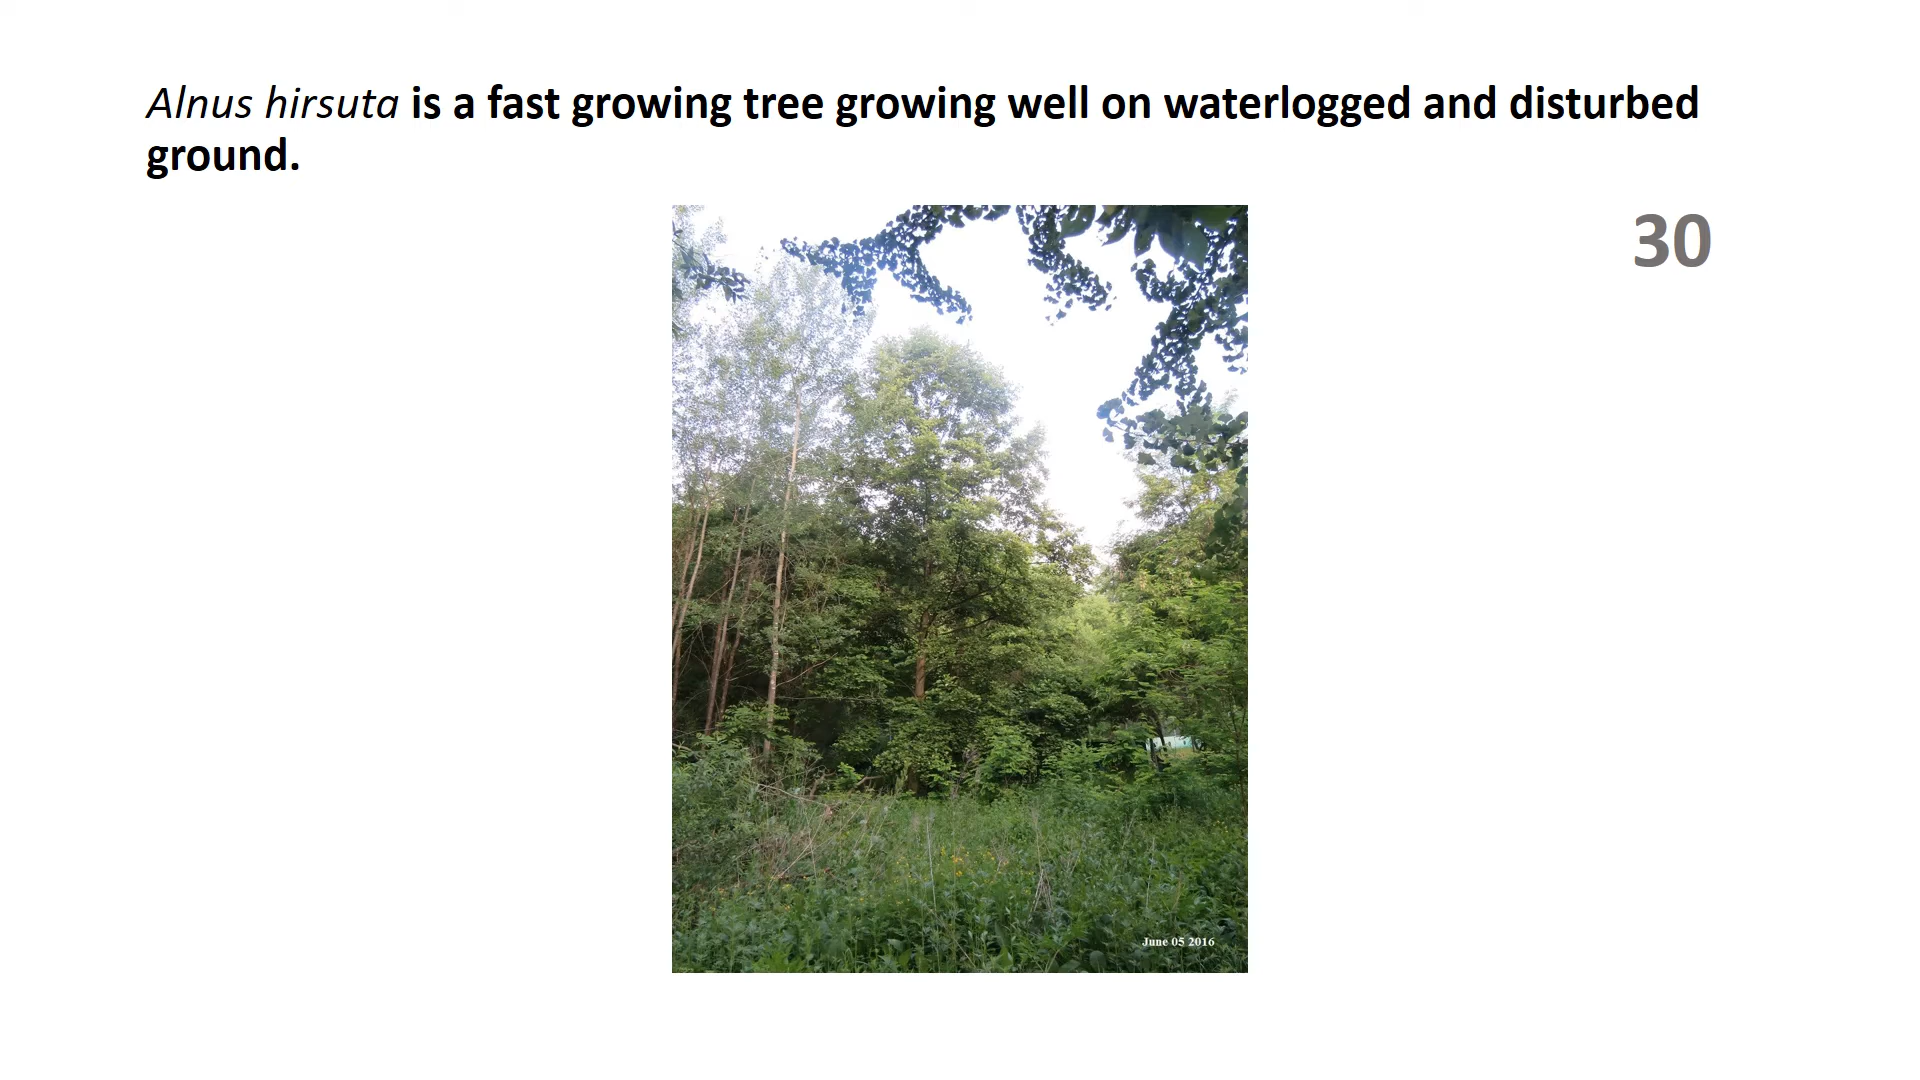 Alnus hirsuta is a fast growing tree growing well on waterlogged and disturbed
ground.
30
June 05 2016